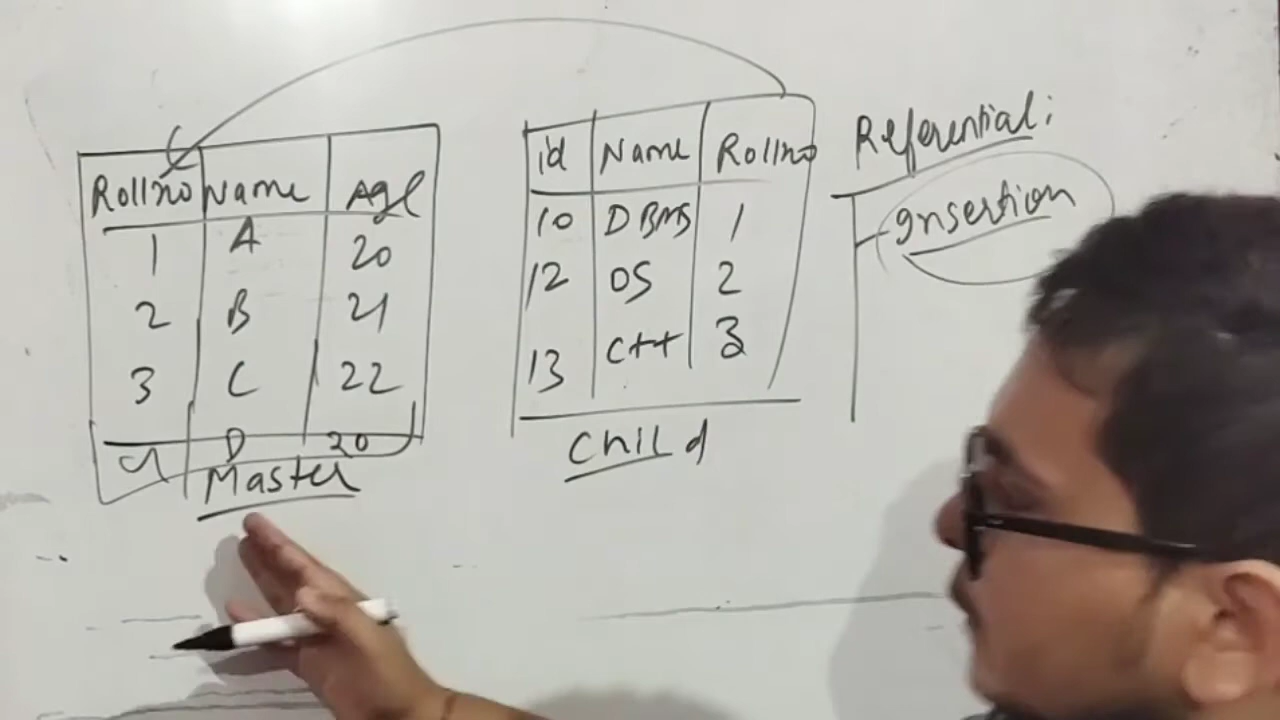 Rollno Name Age
1 A 20
2 B 21
3 C 22
4 D 20
Master
id Name Rollno
10 DBMS 1
12 OS 2
13 C++ 3
Child
Referential:
Insertion